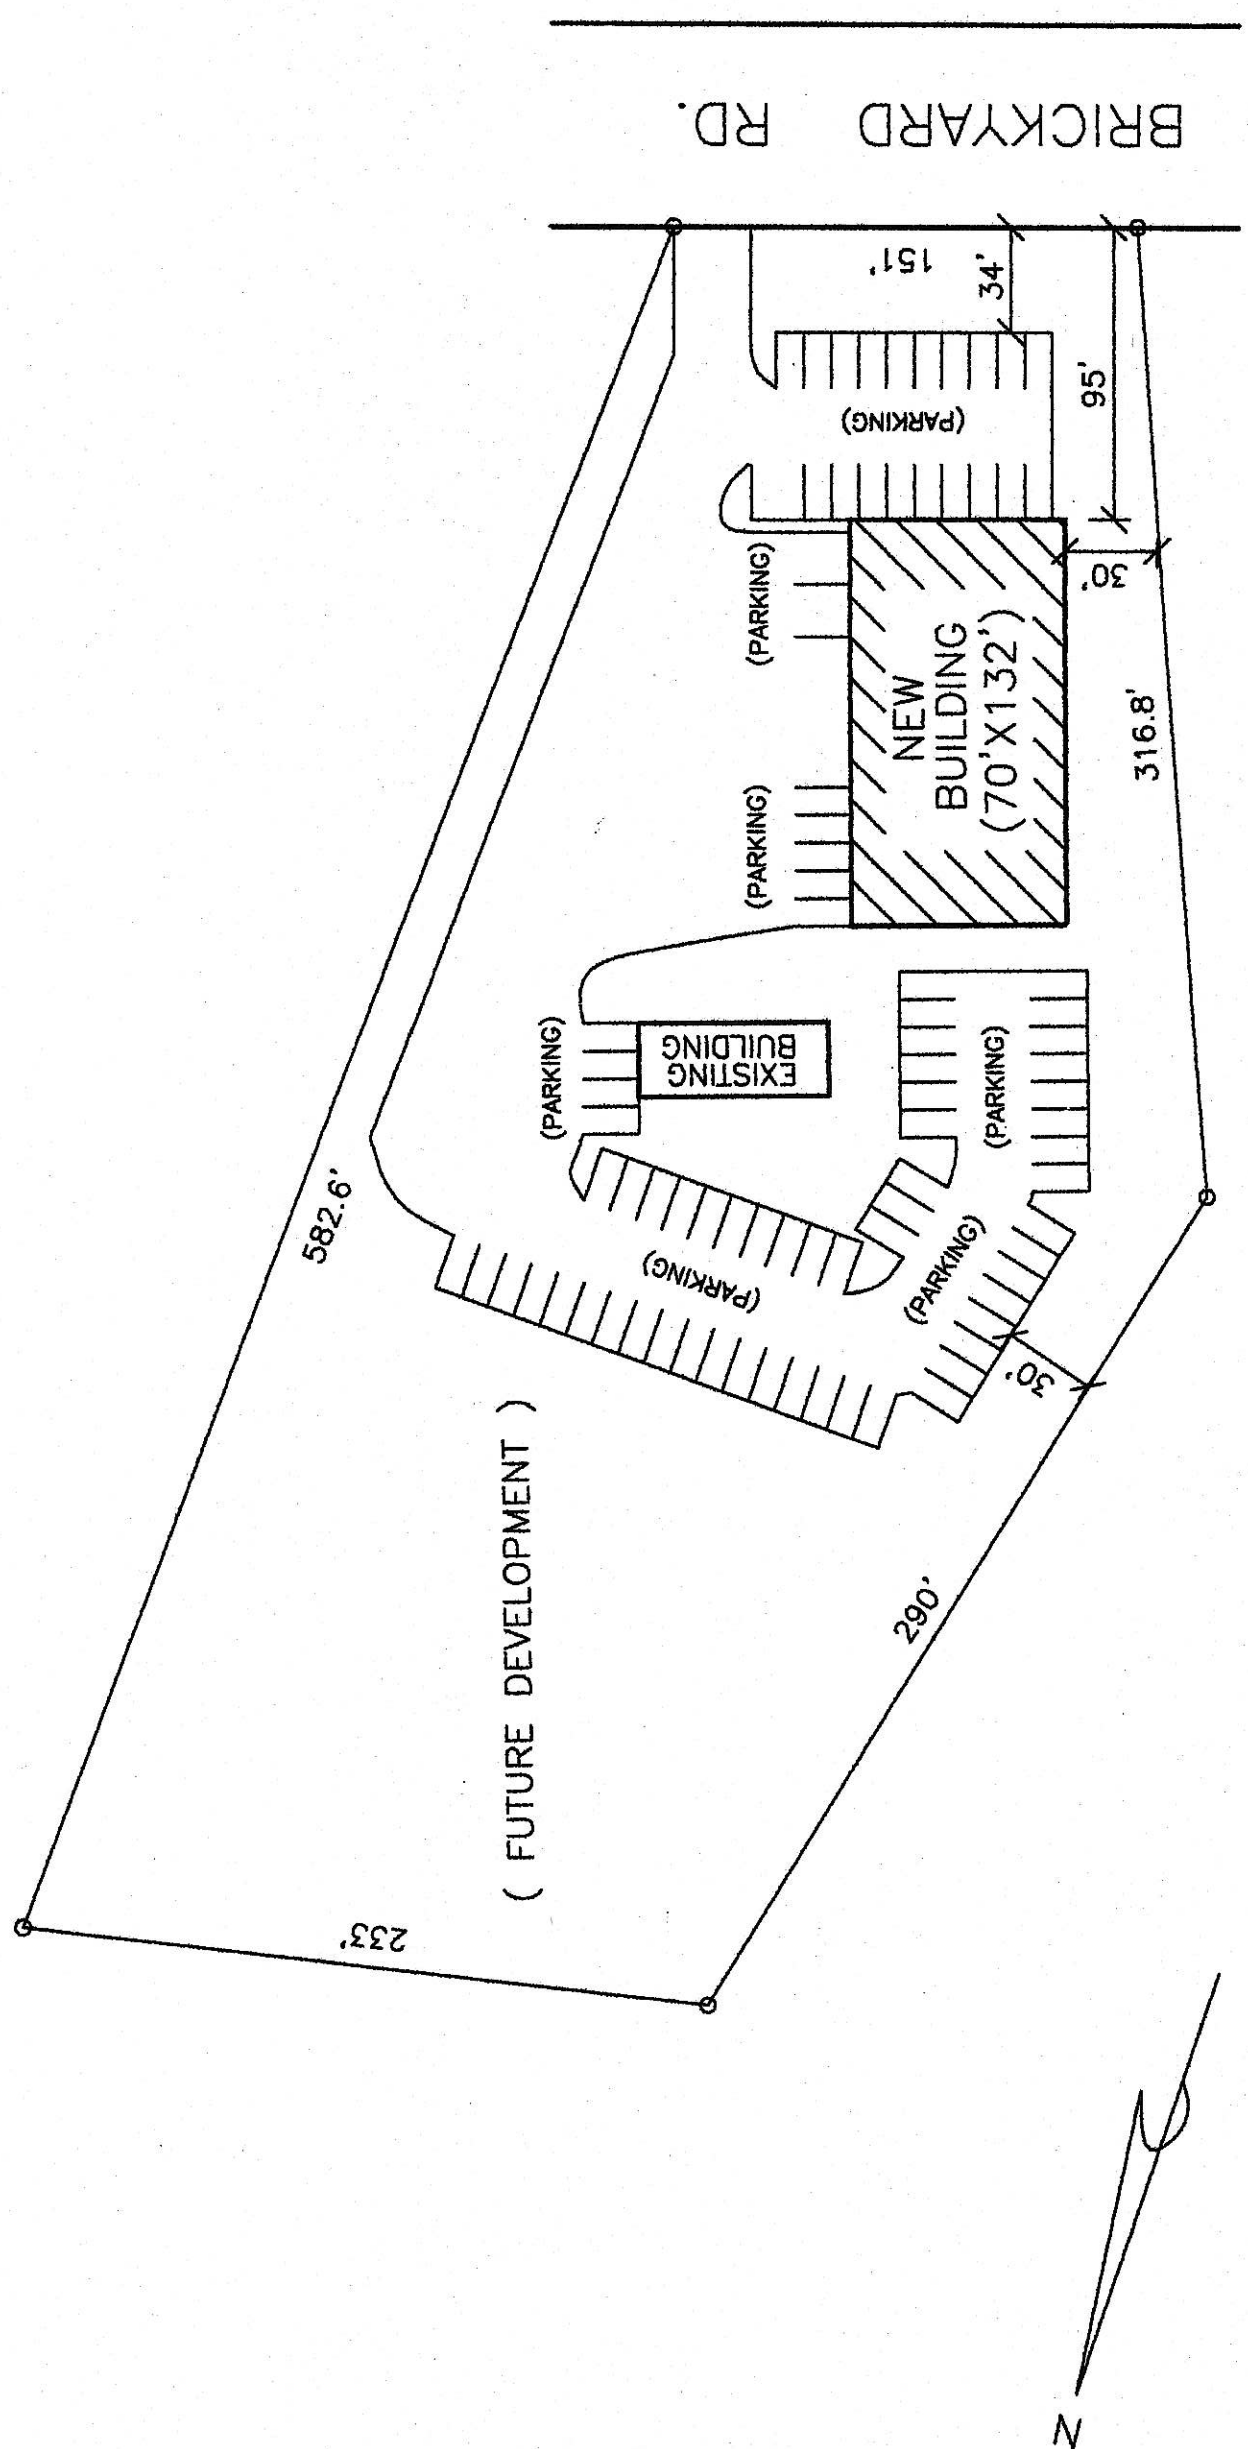 BRICKYARD RD.
151'
34'
95'
(PARKING)
(PARKING)
30'
NEW
BUILDING
(70'X132')
316.8'
(PARKING)
EXISTING
BUILDING
(PARKING)
(PARKING)
582.6'
(PARKING)
(PARKING)
30'
( FUTURE DEVELOPMENT )
290'
233'
N